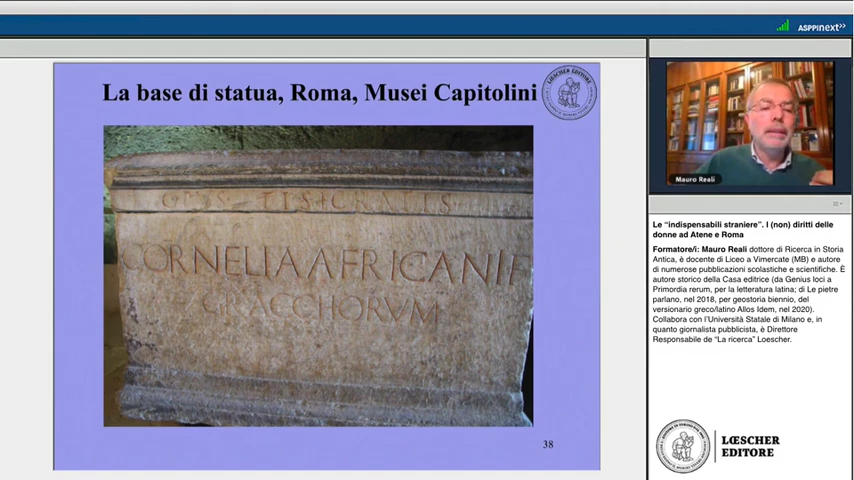 ASPPInext>>
La base di statua, Roma, Musei Capitolini
OPVS · TISICRATIS
CORNELIA AFRICANI F
GRACCHORVM
38
Mauro Reali
Le "indispensabili straniere". I (non) diritti delle
donne ad Atene e Roma
Formatore/i: Mauro Reali dottore di Ricerca in Storia
Antica, è docente di Liceo a Vimercate (MB) e autore
di numerose pubblicazioni scolastiche e scientifiche. È
autore storico della Casa editrice (da Genius loci a
Primordia rerum, per la letteratura latina; di Le pietre
parlano, nel 2018, per geostoria biennio, del
versionario greco/latino Allos Idem, nel 2020).
Collabora con l'Università Statale di Milano e, in
quanto giornalista pubblicista, è Direttore
Responsabile de "La ricerca" Loescher.
LŒSCHER
EDITORE